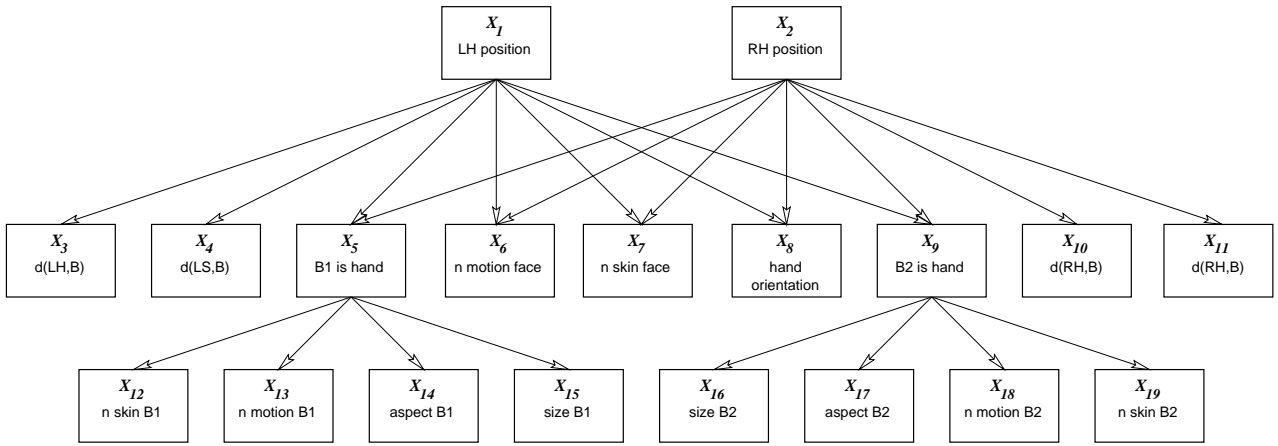 X1
LH position
X2
RH position
X3
d(LH,B)
X4
d(LS,B)
X5
B1 is hand
X6
n motion face
X7
n skin face
X8
hand
orientation
X9
B2 is hand
X10
d(RH,B)
X11
d(RH,B)
X12
n skin B1
X13
n motion B1
X14
aspect B1
X15
size B1
X16
size B2
X17
aspect B2
X18
n motion B2
X19
n skin B2